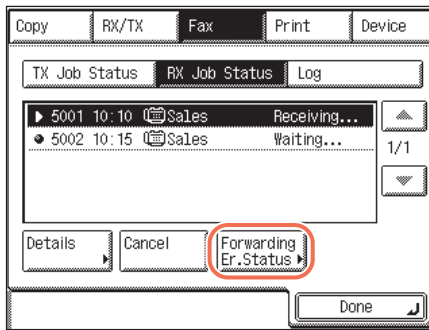 Copy RX/TX Fax Print Device
TX Job Status RX Job Status Log
5001 10:10 Sales Receiving...
5002 10:15 Sales Waiting...
1/1
Details Cancel Forwarding
Er.Status
Done